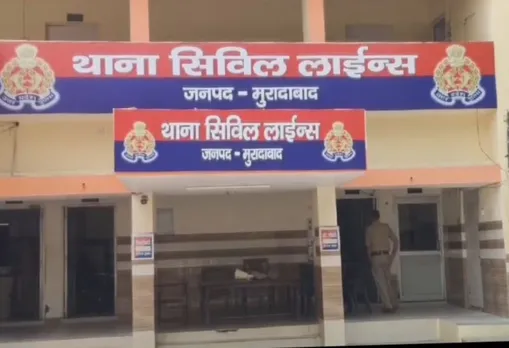 थाना सिविल लाईन्स
जनपद - मुरादाबाद
थाना सिविल लाईन्स
जनपद - मुरादाबाद